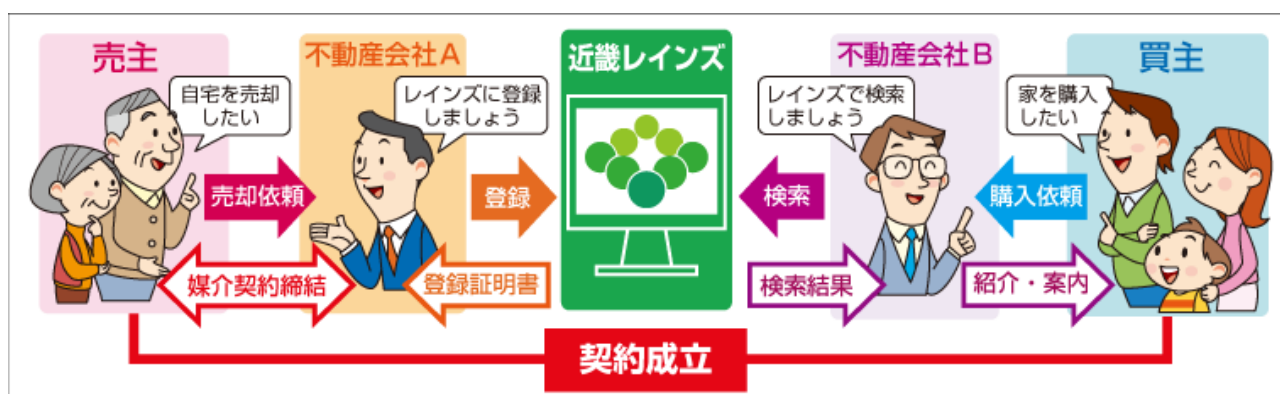 売主
自宅を売却
したい
売却依頼
媒介契約締結
不動産会社A
レインズに登録
しましょう
登録
登録証明書
近畿レインズ
不動産会社B
レインズで検索
しましょう
検索
検索結果
買主
家を購入
したい
購入依頼
紹介・案内
契約成立